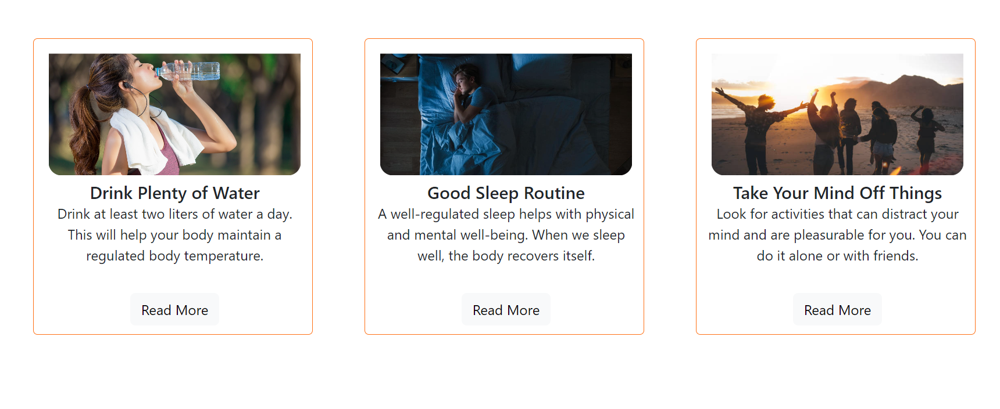 Drink Plenty of Water
Drink at least two liters of water a day.
This will help your body maintain a
regulated body temperature.
Read More
Good Sleep Routine
A well-regulated sleep helps with physical
and mental well-being. When we sleep
well, the body recovers itself.
Read More
Take Your Mind Off Things
Look for activities that can distract your
mind and are pleasurable for you. You can
do it alone or with friends.
Read More